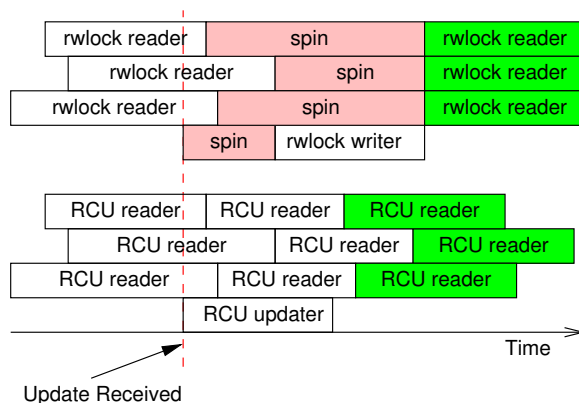 rwlock reader spin rwlock reader
rwlock reader spin rwlock reader
rwlock reader spin rwlock reader
spin rwlock writer
RCU reader RCU reader RCU reader
RCU reader RCU reader RCU reader
RCU reader RCU reader RCU reader
RCU updater
Time
Update Received